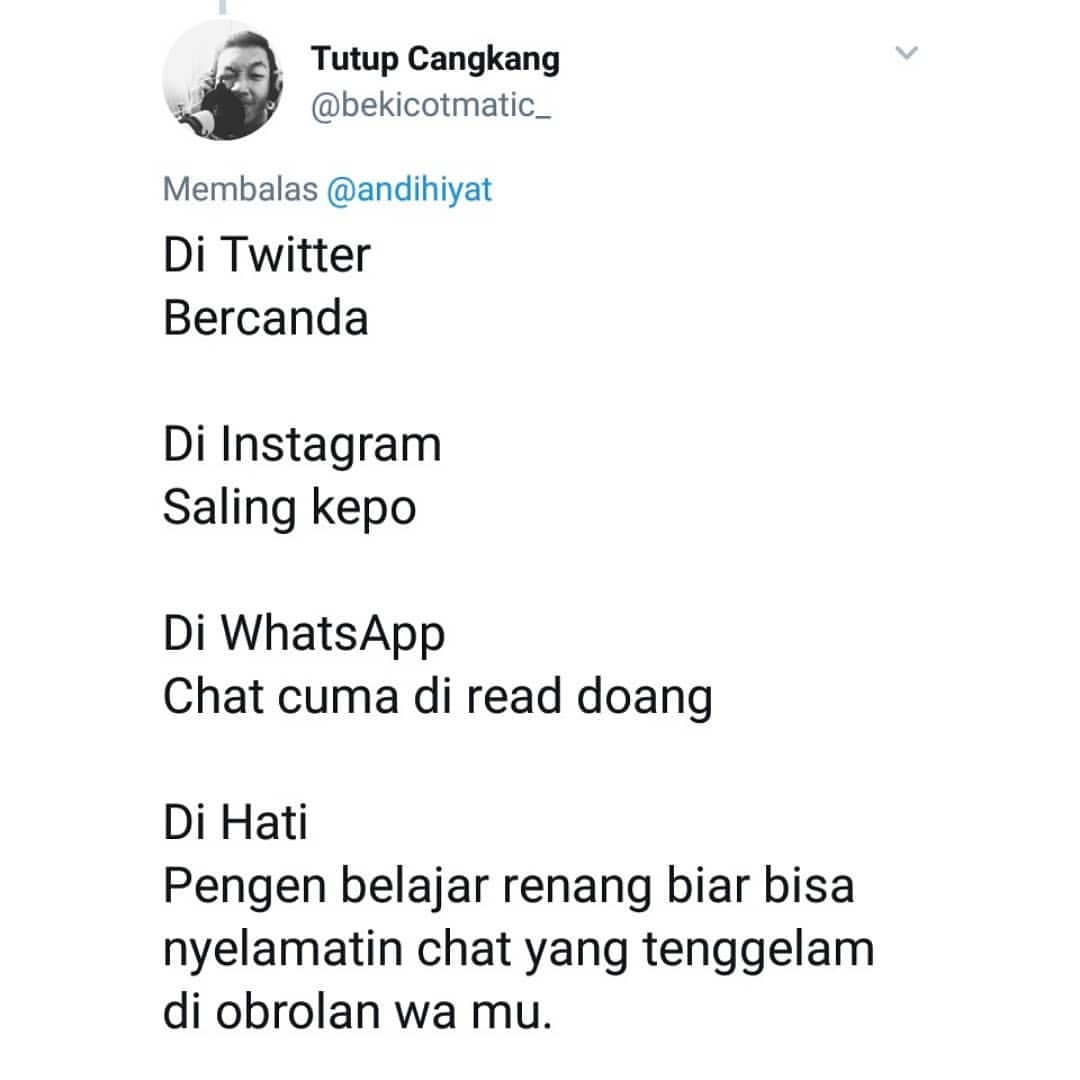 Tutup Cangkang
@bekicotmatic_
Membalas @andihiyat
Di Twitter
Bercanda
Di Instagram
Saling kepo
Di WhatsApp
Chat cuma di read doang
Di Hati
Pengen belajar renang biar bisa
nyelamatin chat yang tenggelam
di obrolan wa mu.